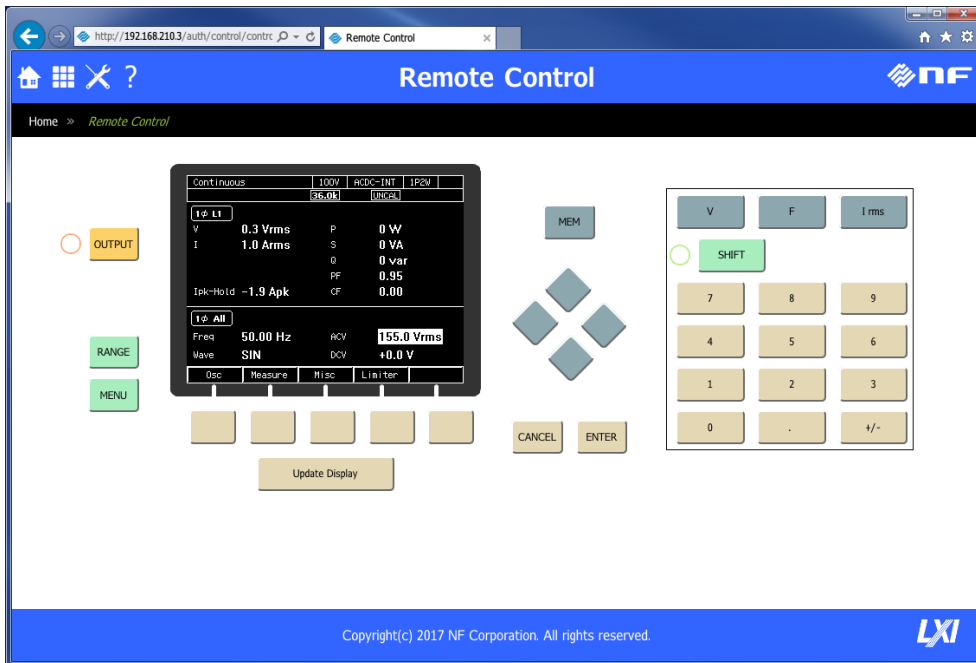 http://192.168.210.3/auth/control/contrc
Remote Control
?
Remote Control
nF
Home » Remote Control
Continuous 100V ACDC-INT 1P2W
36.0k UNCAL
1ϕ L1
V 0.3 Vrms P 0 W
I 1.0 Arms S 0 VA
Q 0 var
PF 0.95
Ipk-Hold -1.9 Apk CF 0.00
1ϕ All
Freq 50.00 Hz ACV 155.0 Vrms
Wave SIN DCV +0.0 V
Osc Measure Misc Limiter
OUTPUT
RANGE
MENU
Update Display
MEM
CANCEL ENTER
V F I rms
SHIFT
7 8 9
4 5 6
1 2 3
0 . +/-
Copyright(c) 2017 NF Corporation. All rights reserved.
LXI